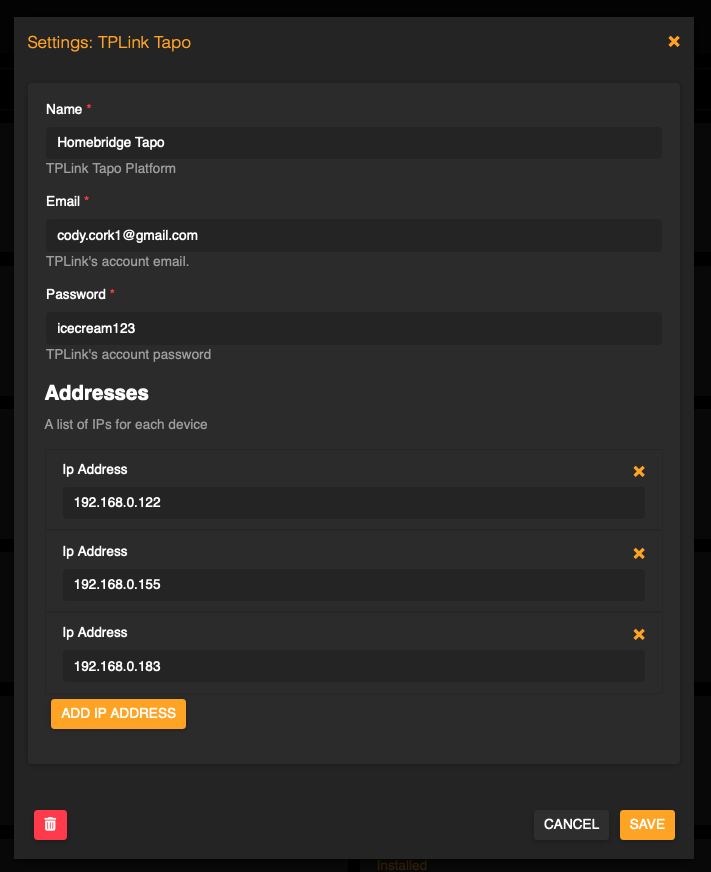 Settings: TPLink Tapo
Name *
Homebridge Tapo
TPLink Tapo Platform
Email *
cody.cork1@gmail.com
TPLink's account email.
Password *
icecream123
TPLink's account password
Addresses
A list of IPs for each device
Ip Address
192.168.0.122
Ip Address
192.168.0.155
Ip Address
192.168.0.183
ADD IP ADDRESS
CANCEL SAVE
Installed